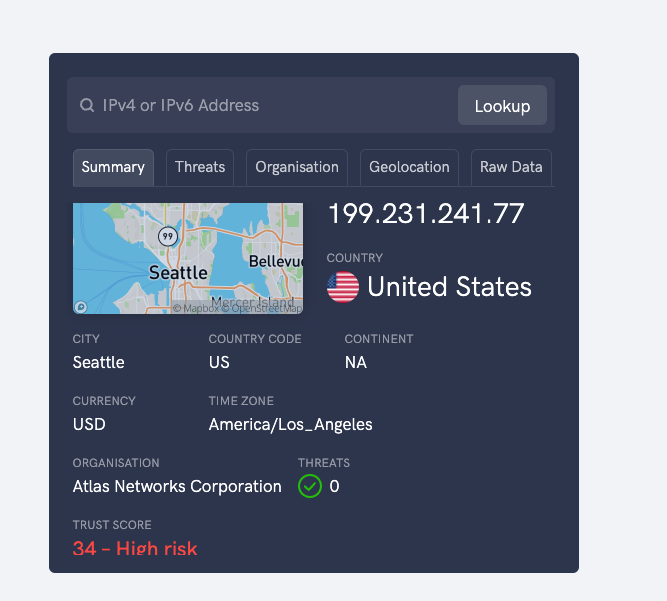 IPv4 or IPv6 Address
Lookup
Summary
Threats
Organisation
Geolocation
Raw Data
99
Seattle
Bellevue
Mercer Island
© Mapbox © OpenStreetMap
199.231.241.77
COUNTRY
United States
CITY
COUNTRY CODE
CONTINENT
Seattle
US
NA
CURRENCY
TIME ZONE
USD
America/Los_Angeles
ORGANISATION
THREATS
Atlas Networks Corporation
0
TRUST SCORE
34 – High risk